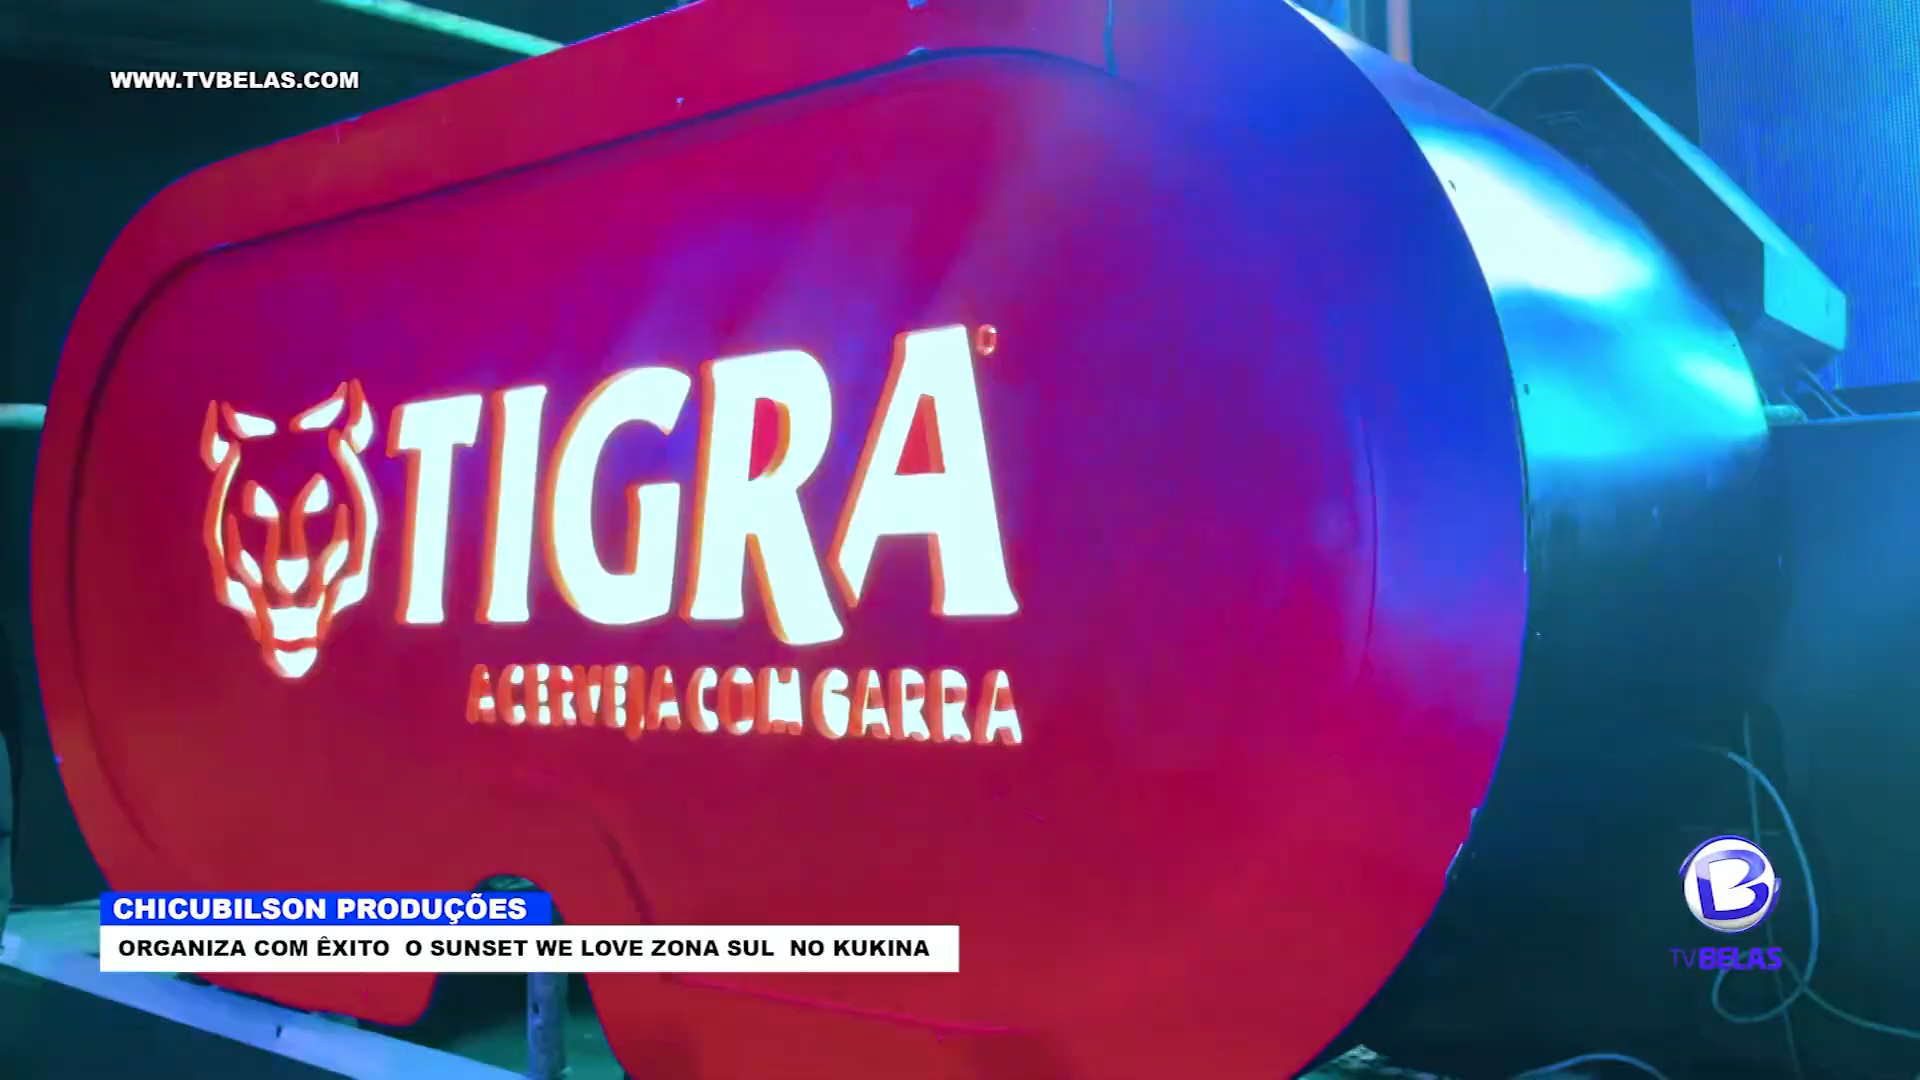 WWW.TVBELAS.COM
TIGRA
A CERVEJA COM GARRA
CHICUBILSON PRODUÇÕES
ORGANIZA COM ÊXITO O SUNSET WE LOVE ZONA SUL NO KUKINA
B
TV BELAS